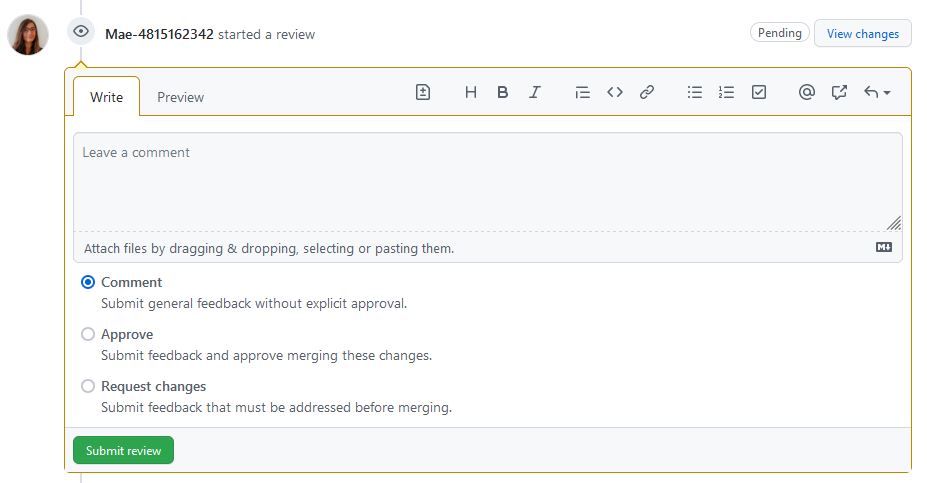 Mae-4815162342 started a review
Pending
View changes
Write
Preview
H B I
Leave a comment
Attach files by dragging & dropping, selecting or pasting them.
M
Comment
Submit general feedback without explicit approval.
Approve
Submit feedback and approve merging these changes.
Request changes
Submit feedback that must be addressed before merging.
Submit review